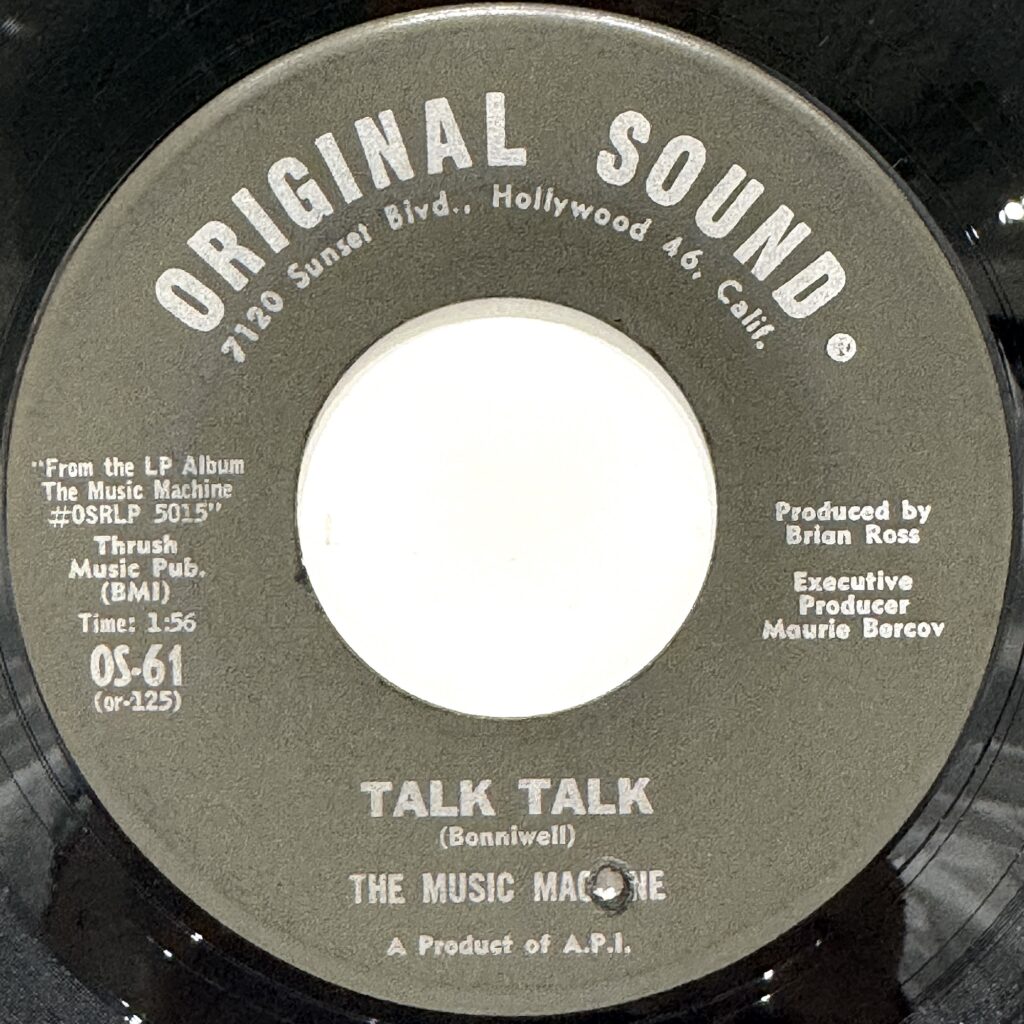 ORIGINAL SOUND ®
7120 Sunset Blvd., Hollywood 46, Calif.
"From the LP Album
The Music Machine
#OSRLP 5015"
Thrush
Music Pub.
(BMI)
Time: 1:56
OS-61
(or-125)
Produced by
Brian Ross
Executive
Producer
Maurie Bercov
TALK TALK
(Bonniwell)
THE MUSIC
A Product of A.P.I.